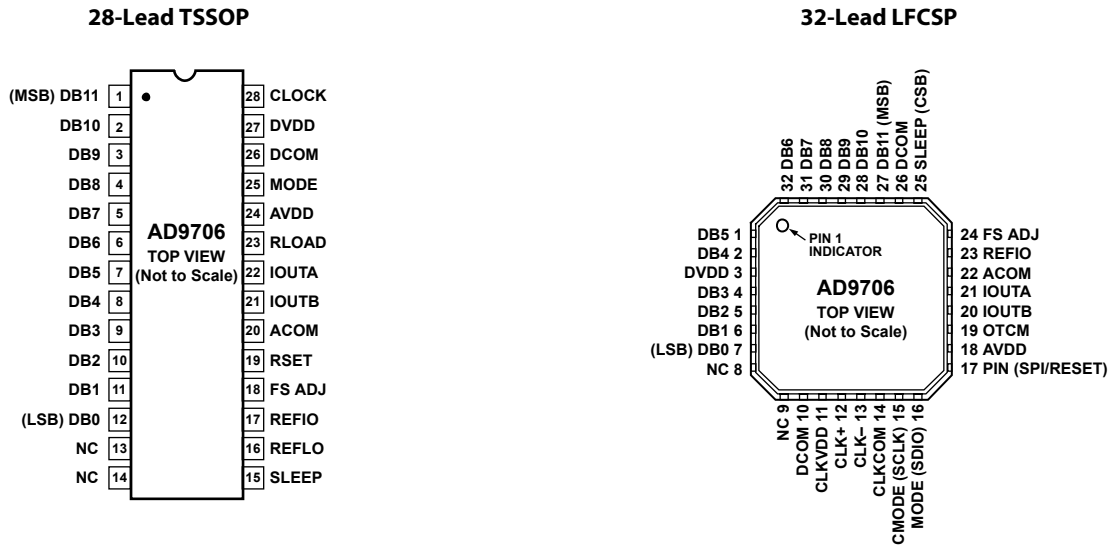 28-Lead TSSOP
(MSB) DB11 1
DB10 2
DB9 3
DB8 4
DB7 5
DB6 6
DB5 7
DB4 8
DB3 9
DB2 10
DB1 11
(LSB) DB0 12
NC 13
NC 14
AD9706
TOP VIEW
(Not to Scale)
28 CLOCK
27 DVDD
26 DCOM
25 MODE
24 AVDD
23 RLOAD
22 IOUTA
21 IOUTB
20 ACOM
19 RSET
18 FS ADJ
17 REFIO
16 REFLO
15 SLEEP
32-Lead LFCSP
32 DB6
31 DB7
30 DB8
29 DB9
28 DB10
27 DB11 (MSB)
26 DCOM
25 SLEEP (CSB)
DB5 1
DB4 2
DVDD 3
DB3 4
DB2 5
DB1 6
(LSB) DB0 7
NC 8
PIN 1
INDICATOR
AD9706
TOP VIEW
(Not to Scale)
24 FS ADJ
23 REFIO
22 ACOM
21 IOUTA
20 IOUTB
19 OTCM
18 AVDD
17 PIN (SPI/RESET)
NC 9
DCOM 10
CLKVDD 11
CLK+ 12
CLK– 13
CLKCOM 14
CMODE (SCLK) 15
MODE (SDIO) 16